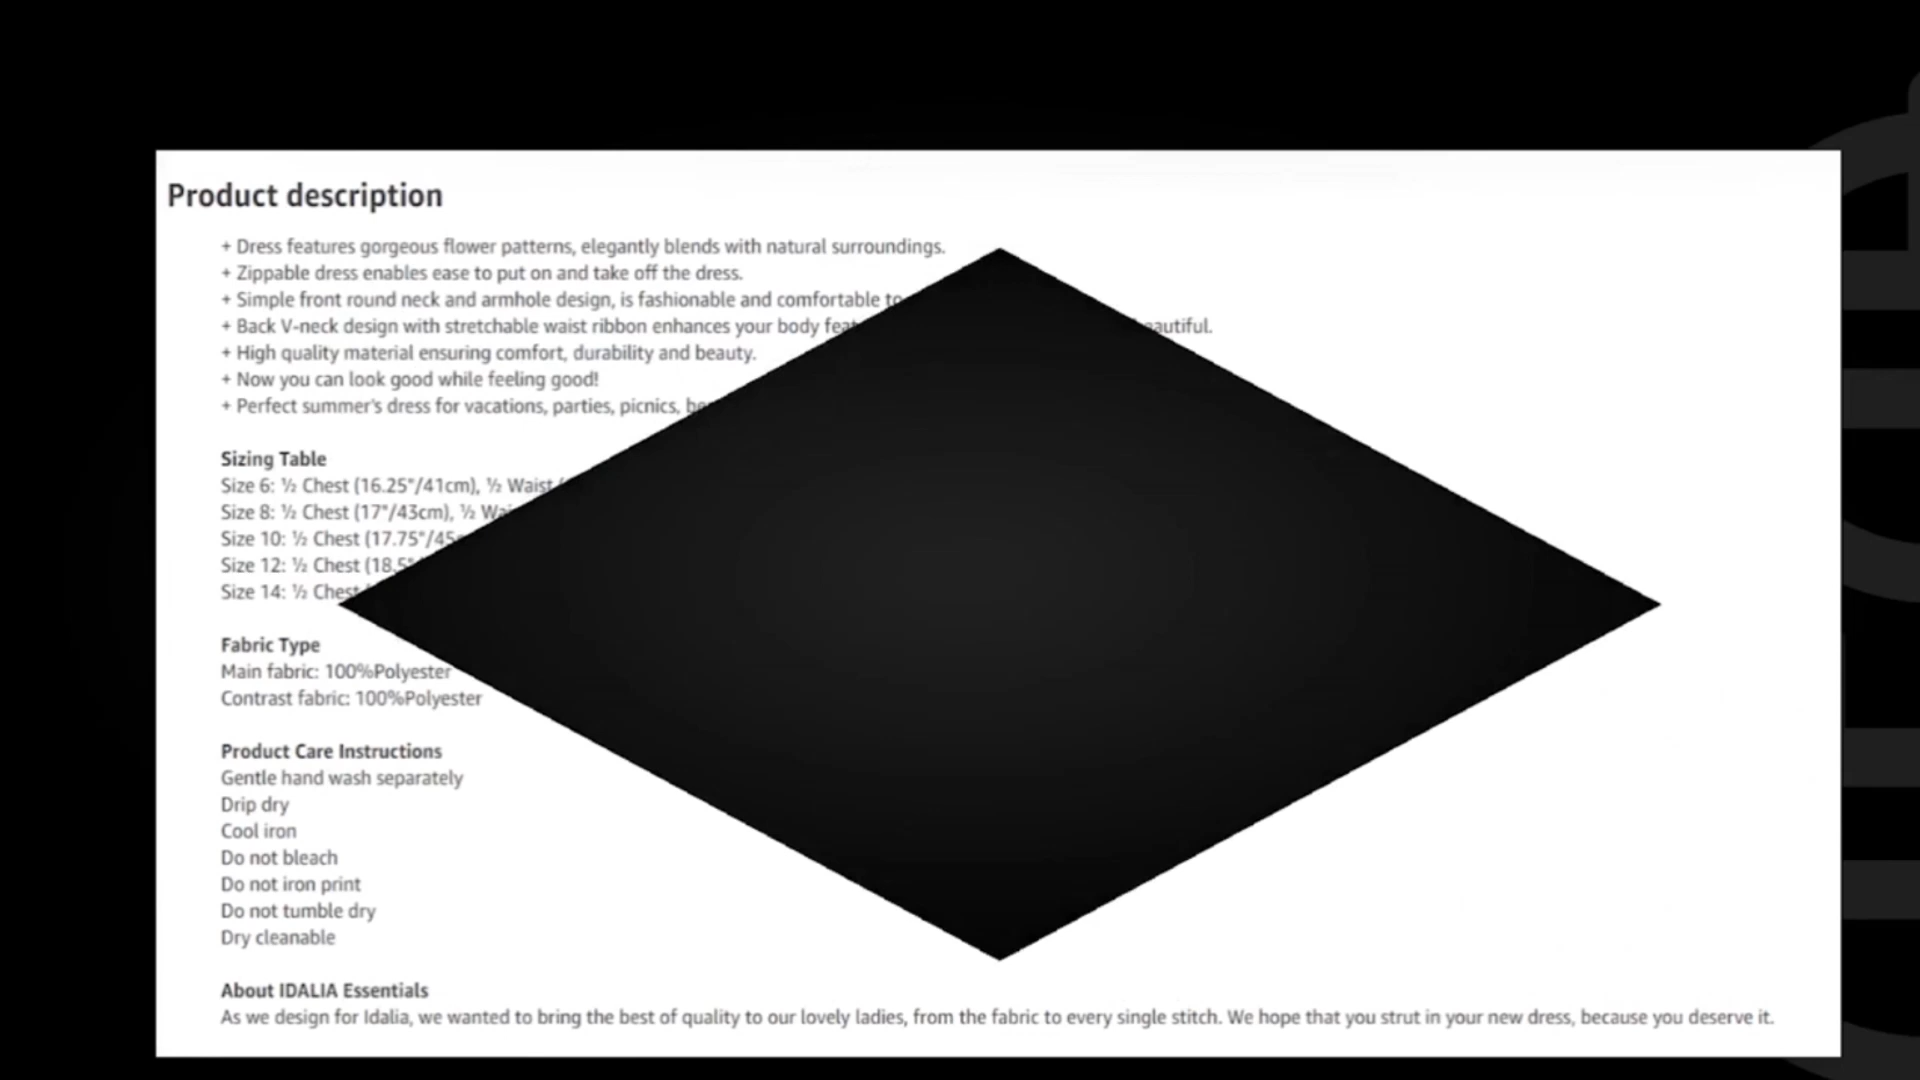 Product description
+ Dress features gorgeous flower patterns, elegantly blends with natural surroundings.
+ Zippable dress enables ease to put on and take off the dress.
+ Simple front round neck and armhole design, is fashionable and comfortable to
+ Back V-neck design with stretchable waist ribbon enhances your body
+ High quality material ensuring comfort, durability and beauty.
+ Now you can look good while feeling good!
+ Perfect summer's dress for vacations, parties, picnics,
Sizing Table
Size 6: ½ Chest (16.25"/41cm), ½ Waist
Size 8: ½ Chest (17"/43cm), ½
Size 10: ½ Chest (17.75"/45
Size 12: ½ Chest (18.5"
Size 14: ½ Chest
Fabric Type
Main fabric: 100%Polyester
Contrast fabric: 100%Polyester
Product Care Instructions
Gentle hand wash separately
Drip dry
Cool iron
Do not bleach
Do not iron print
Do not tumble dry
Dry cleanable
About IDALIA Essentials
As we design for Idalia, we wanted to bring the best of quality to our lovely ladies, from the fabric to every single stitch. We hope that you strut in your new dress, because you deserve it.